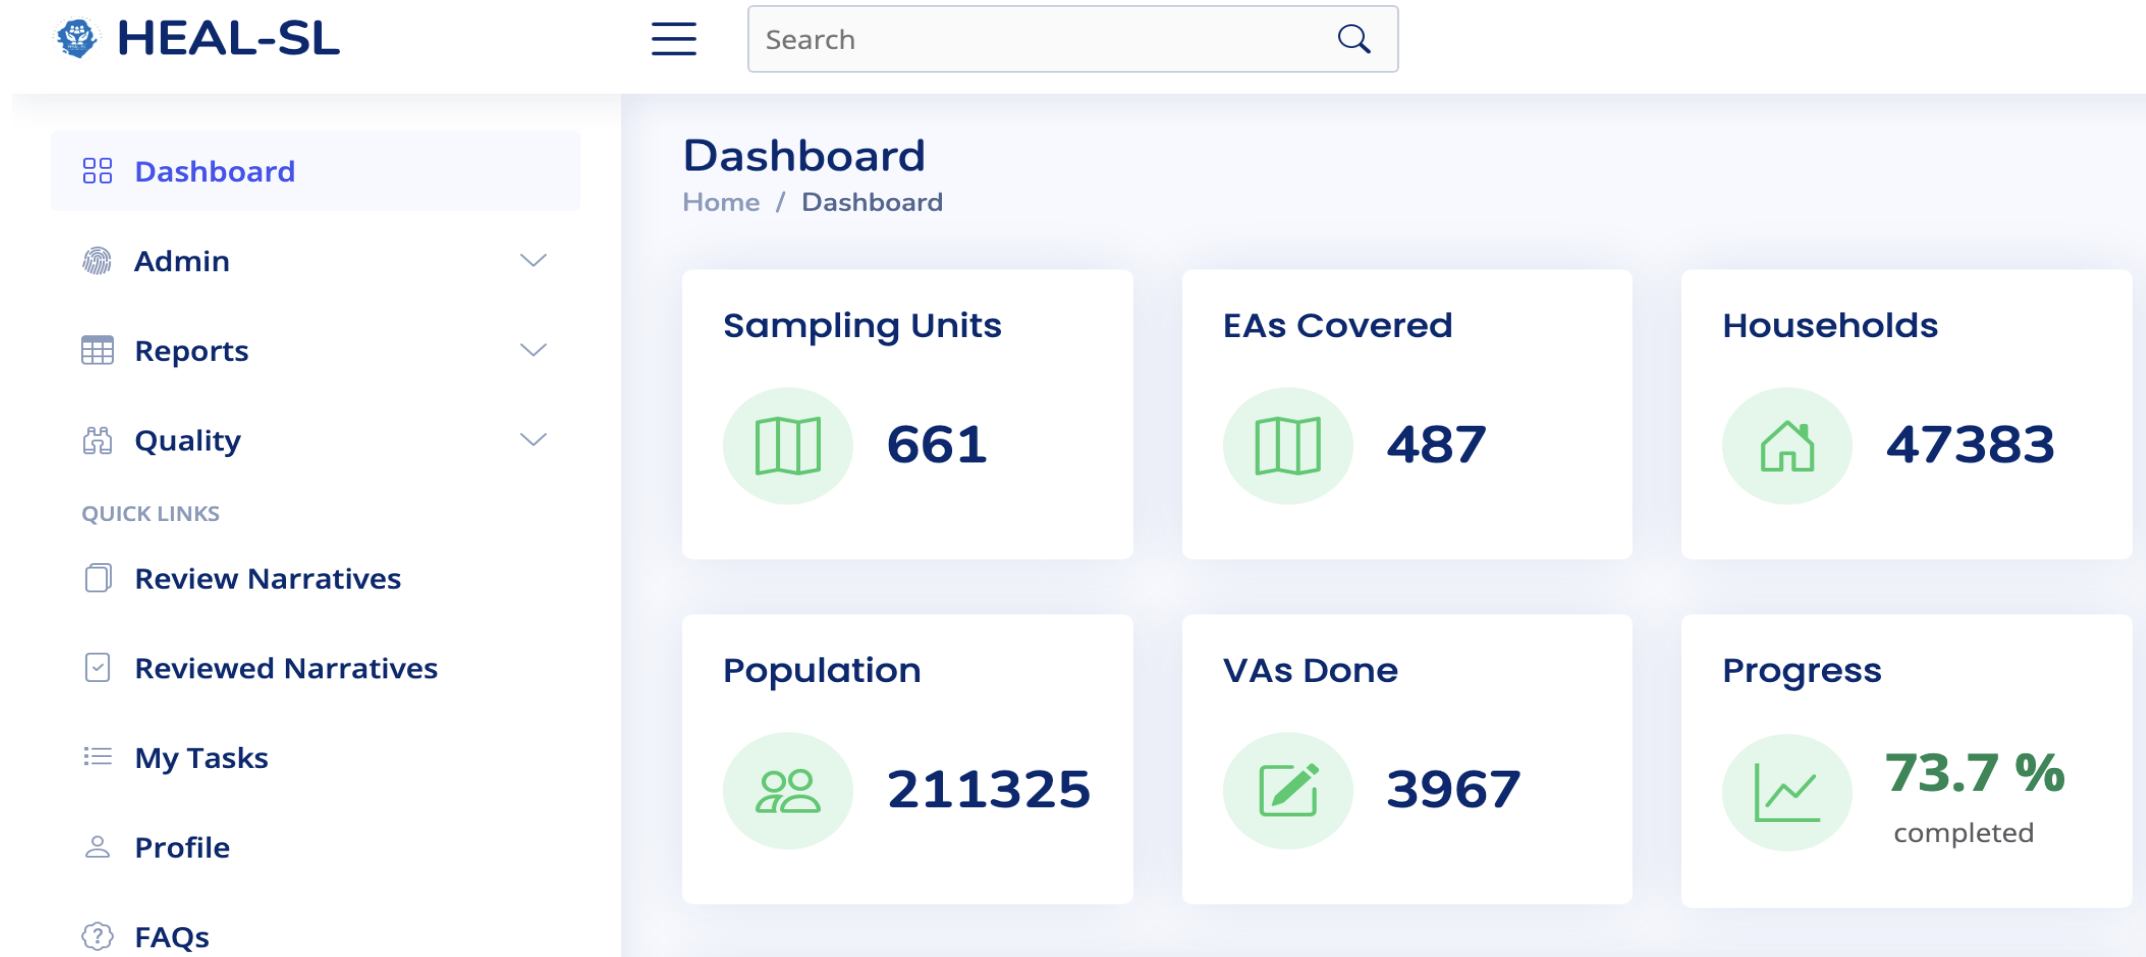 HEAL-SL
Search
Dashboard
Admin
Reports
Quality
QUICK LINKS
Review Narratives
Reviewed Narratives
My Tasks
Profile
FAQs
Dashboard
Home / Dashboard
Sampling Units
661
EAs Covered
487
Households
47383
Population
211325
VAs Done
3967
Progress
73.7 %
completed